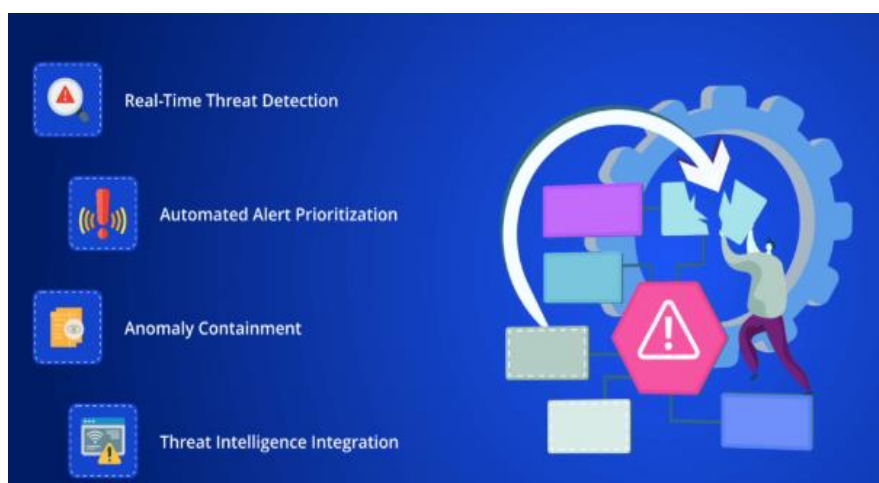 Real-Time Threat Detection
Automated Alert Prioritization
Anomaly Containment
Threat Intelligence Integration